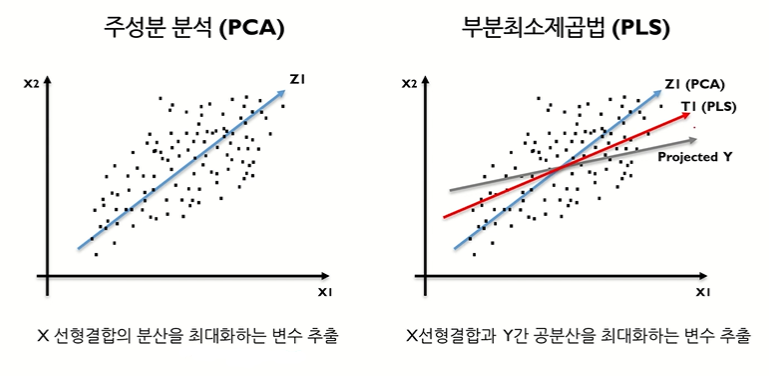 주성분 분석 (PCA)
X2
Z1
X1
X 선형결합의 분산을 최대화하는 변수 추출
부분최소제곱법 (PLS)
X2
Z1 (PCA)
T1 (PLS)
Projected Y
X1
X선형결합과 Y간 공분산을 최대화하는 변수 추출